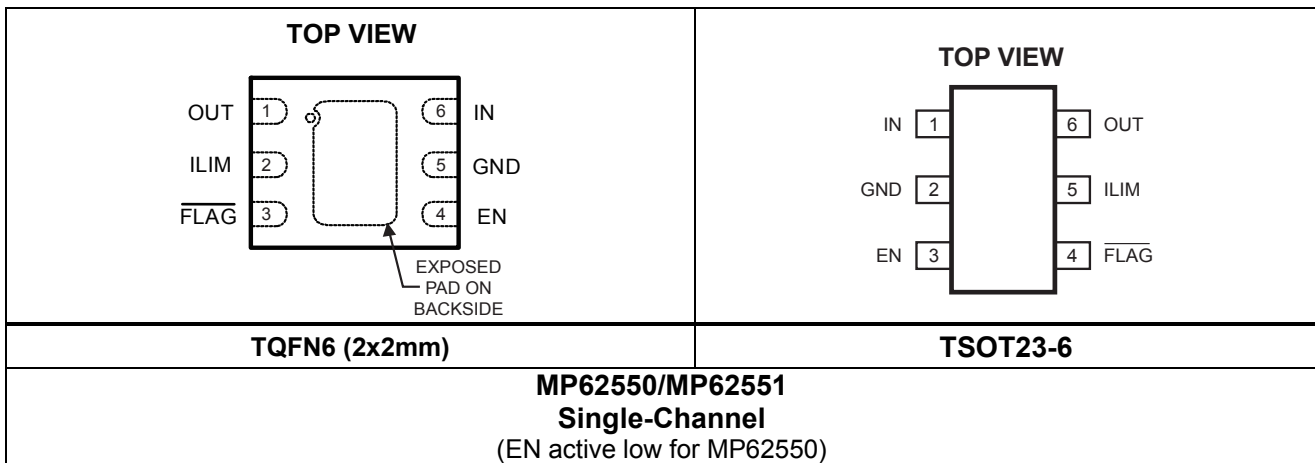 TOP VIEW
OUT 1 6 IN
ILIM 2 5 GND
FLAG 3 4 EN
EXPOSED
PAD ON
BACKSIDE
TQFN6 (2x2mm)
TOP VIEW
IN 1 6 OUT
GND 2 5 ILIM
EN 3 4 FLAG
TSOT23-6
MP62550/MP62551
Single-Channel
(EN active low for MP62550)